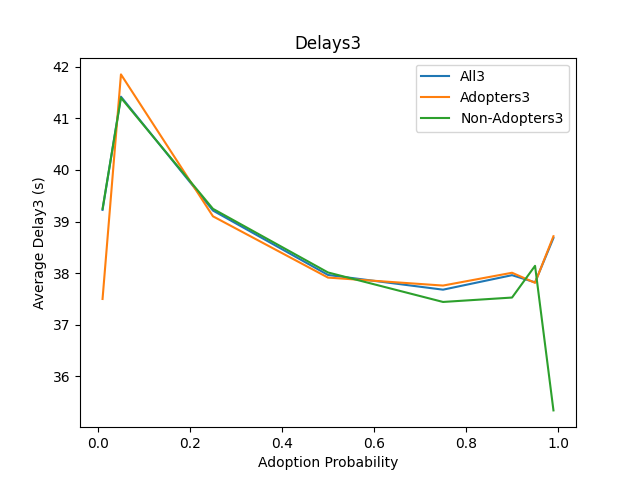 Delays3
All3
Adopters3
Non-Adopters3
Average Delay3 (s)
42
41
40
39
38
37
36
0.0 0.2 0.4 0.6 0.8 1.0
Adoption Probability